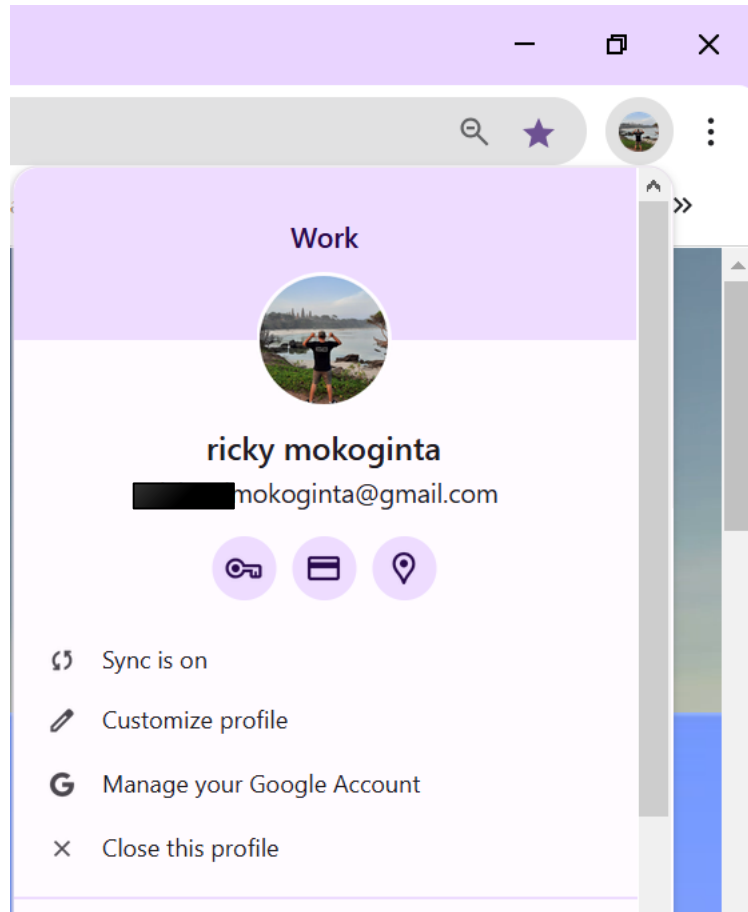 Work
ricky mokoginta
mokoginta@gmail.com
Sync is on
Customize profile
Manage your Google Account
Close this profile